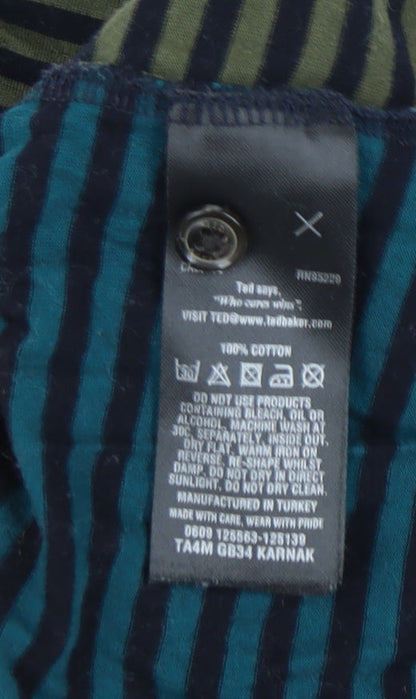 RN95229
Ted says,
"Who cares wins".
VISIT TED@www.tedbaker.com
100% COTTON
DO NOT USE PRODUCTS
CONTAINING BLEACH, OIL OR
ALCOHOL. MACHINE WASH AT
30c. SEPARATELY. INSIDE OUT.
DRY FLAT. WARM IRON ON
REVERSE. RE-SHAPE WHILST
DAMP. DO NOT DRY IN DIRECT
SUNLIGHT. DO NOT DRY CLEAN.
MANUFACTURED IN TURKEY
MADE WITH CARE, WEAR WITH PRIDE
0609 125563-125139
TA4M GB34 KARNAK